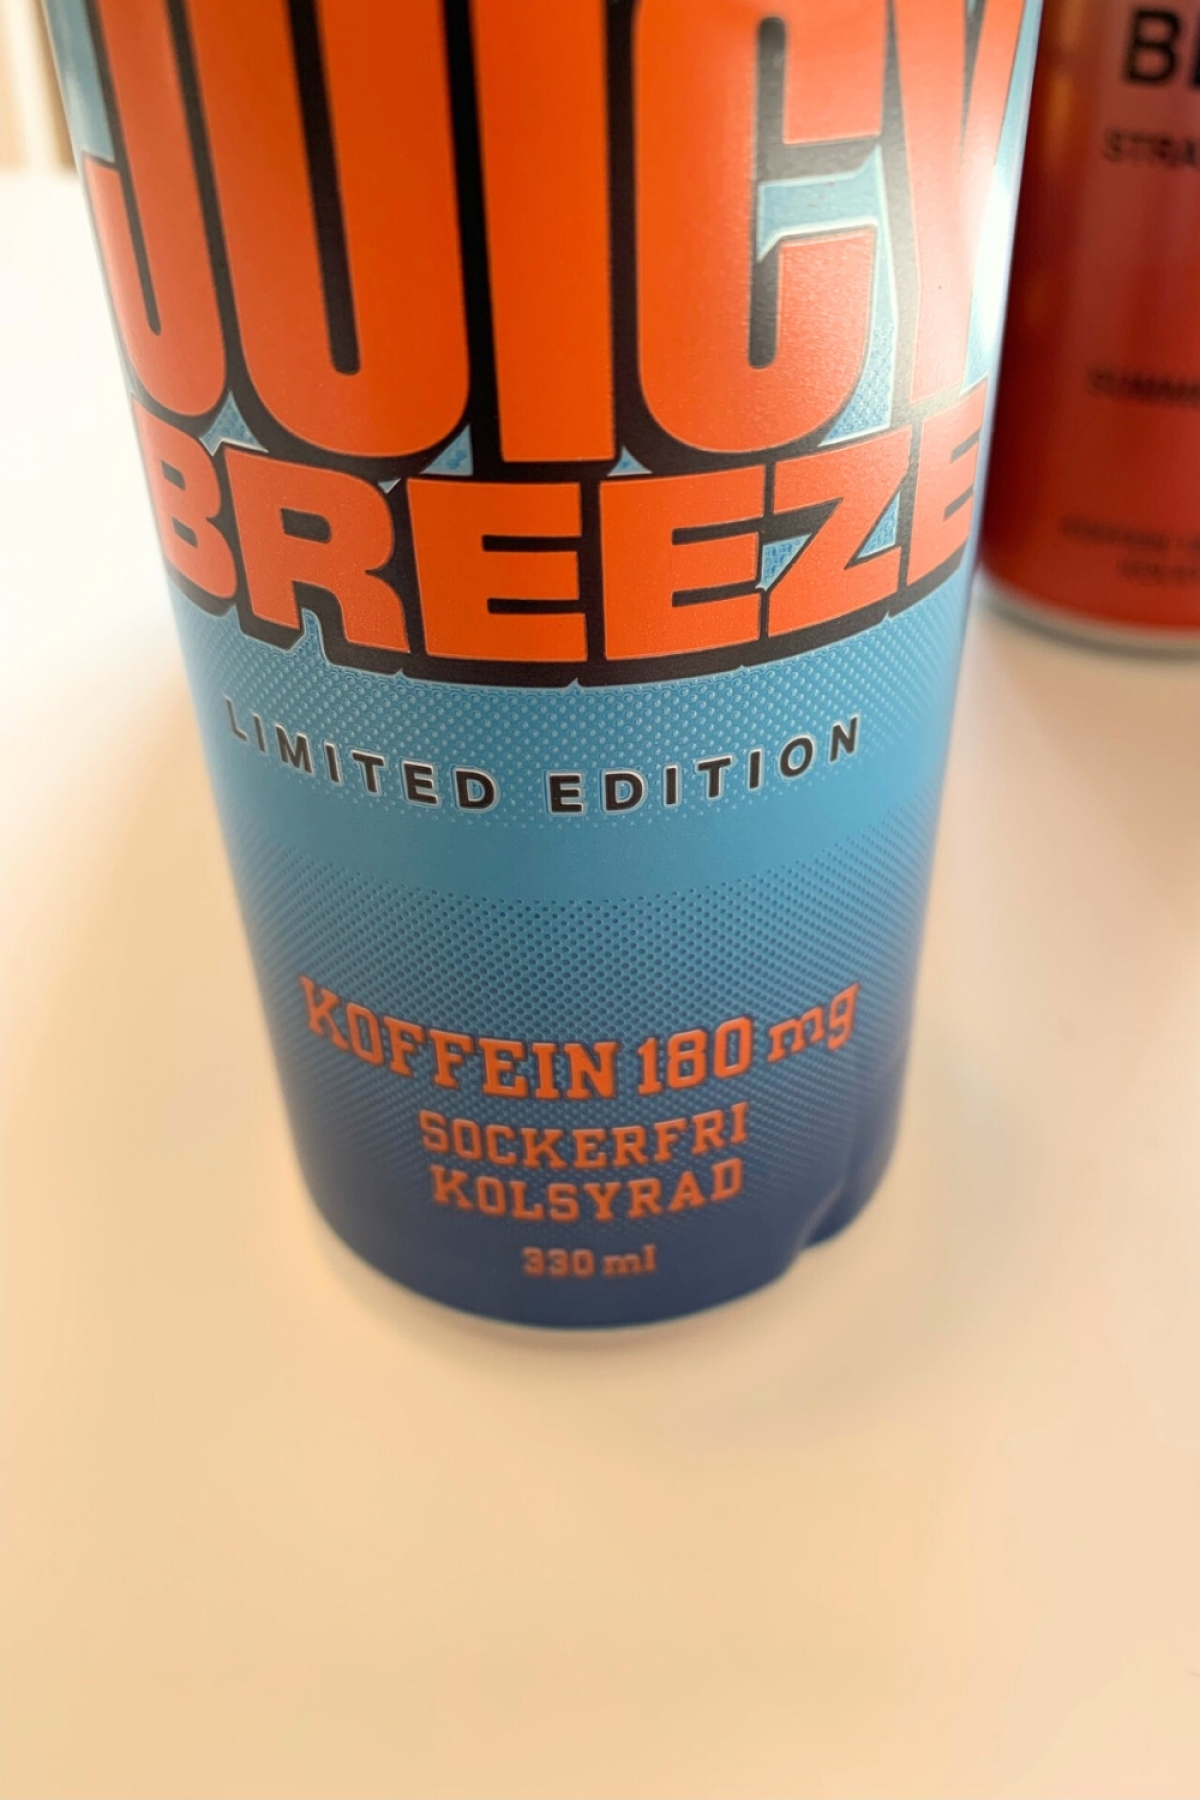 JUICY
BREEZE
LIMITED EDITION
KOFFEIN 180 mg
SOCKERFRI
KOLSYRAD
330 ml